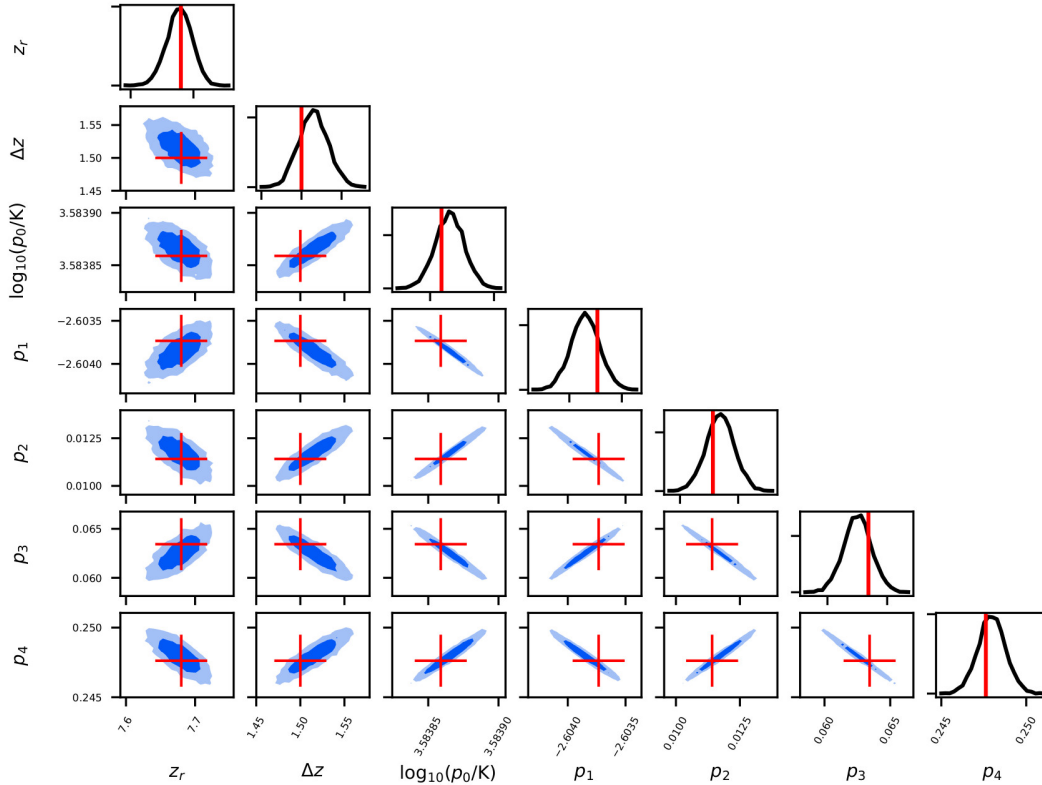 z_r
Δz
1.55
1.50
1.45
log₁₀(p₀/K)
3.58390
3.58385
p₁
−2.6035
−2.6040
p₂
0.0125
0.0100
p₃
0.065
0.060
p₄
0.250
0.245
7.6 7.7 1.45 1.50 1.55 3.58385 3.58390 −2.6040 −2.6035 0.0100 0.0125 0.060 0.065 0.245 0.250
z_r Δz log₁₀(p₀/K) p₁ p₂ p₃ p₄